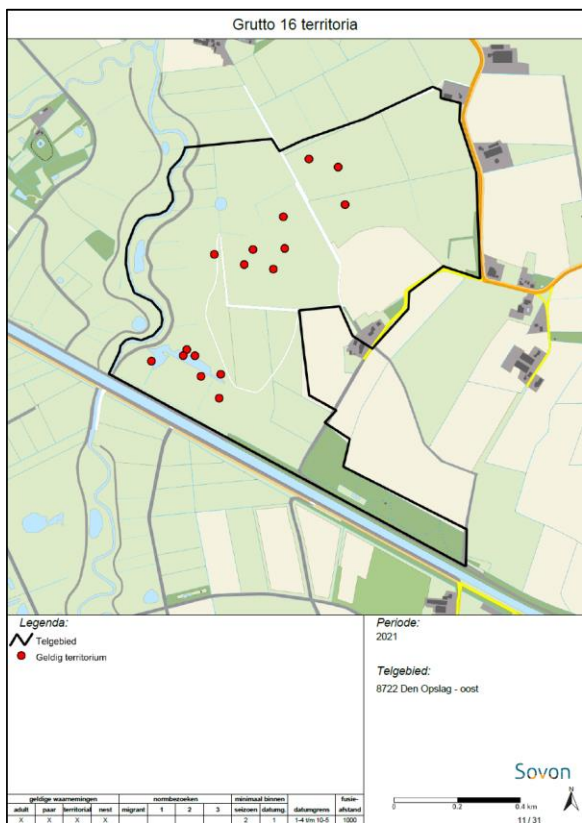 Grutto 16 territoria
Legenda:
Telgebied
Geldig territorium
Periode:
2021
Telgebied:
8722 Den Opslag - oost
Sovon
0 0.2 0.4 km
N
11 / 31
geldige waarnemingen normbezoeken minimaal binnen fusie-
adult paar territorial nest migrant 1 2 3 seizoen datumg. datumgrens afstand
X X X X 2 1 1-4 t/m 10-5 1000